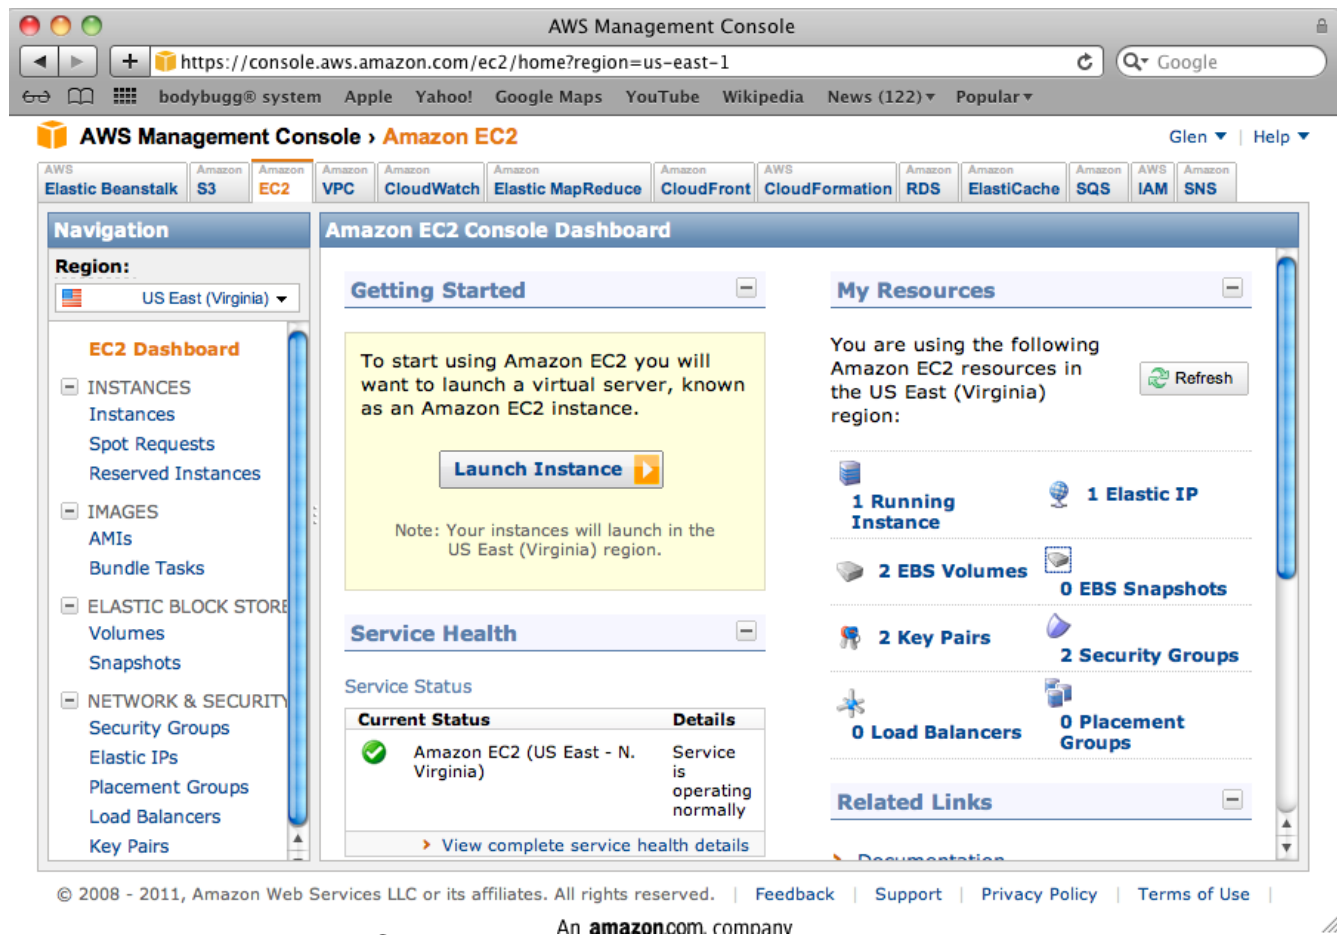 AWS Management Console
https://console.aws.amazon.com/ec2/home?region=us-east-1
Google
bodybugg® system Apple Yahoo! Google Maps YouTube Wikipedia News (122) Popular
AWS Management Console › Amazon EC2
Glen | Help
AWS Elastic Beanstalk
Amazon S3
Amazon EC2
Amazon VPC
Amazon CloudWatch
Amazon Elastic MapReduce
Amazon CloudFront
AWS CloudFormation
Amazon RDS
Amazon ElastiCache
Amazon SQS
AWS IAM
Amazon SNS
Navigation
Region:
US East (Virginia)
EC2 Dashboard
INSTANCES
Instances
Spot Requests
Reserved Instances
IMAGES
AMIs
Bundle Tasks
ELASTIC BLOCK STORE
Volumes
Snapshots
NETWORK & SECURITY
Security Groups
Elastic IPs
Placement Groups
Load Balancers
Key Pairs
Amazon EC2 Console Dashboard
Getting Started
To start using Amazon EC2 you will
want to launch a virtual server, known
as an Amazon EC2 instance.
Launch Instance
Note: Your instances will launch in the
US East (Virginia) region.
Service Health
Service Status
Current Status Details
Amazon EC2 (US East - N.
Virginia)
Service
is
operating
normally
› View complete service health details
My Resources
You are using the following
Amazon EC2 resources in
the US East (Virginia)
region:
Refresh
1 Running
Instance
1 Elastic IP
2 EBS Volumes
0 EBS Snapshots
2 Key Pairs
2 Security Groups
0 Load Balancers
0 Placement
Groups
Related Links
› Documentation
© 2008 - 2011, Amazon Web Services LLC or its affiliates. All rights reserved. | Feedback | Support | Privacy Policy | Terms of Use |
An amazon.com. company